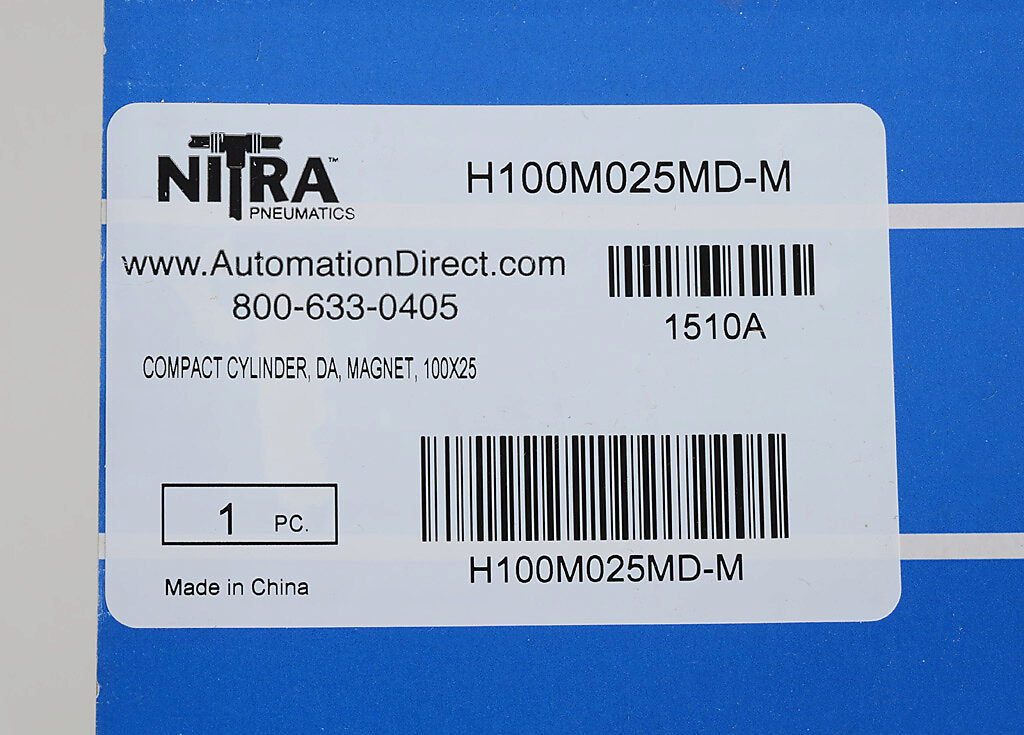 NITRA™
PNEUMATICS
H100M025MD-M
www.AutomationDirect.com
800-633-0405
1510A
COMPACT CYLINDER, DA, MAGNET, 100X25
1 PC.
H100M025MD-M
Made in China